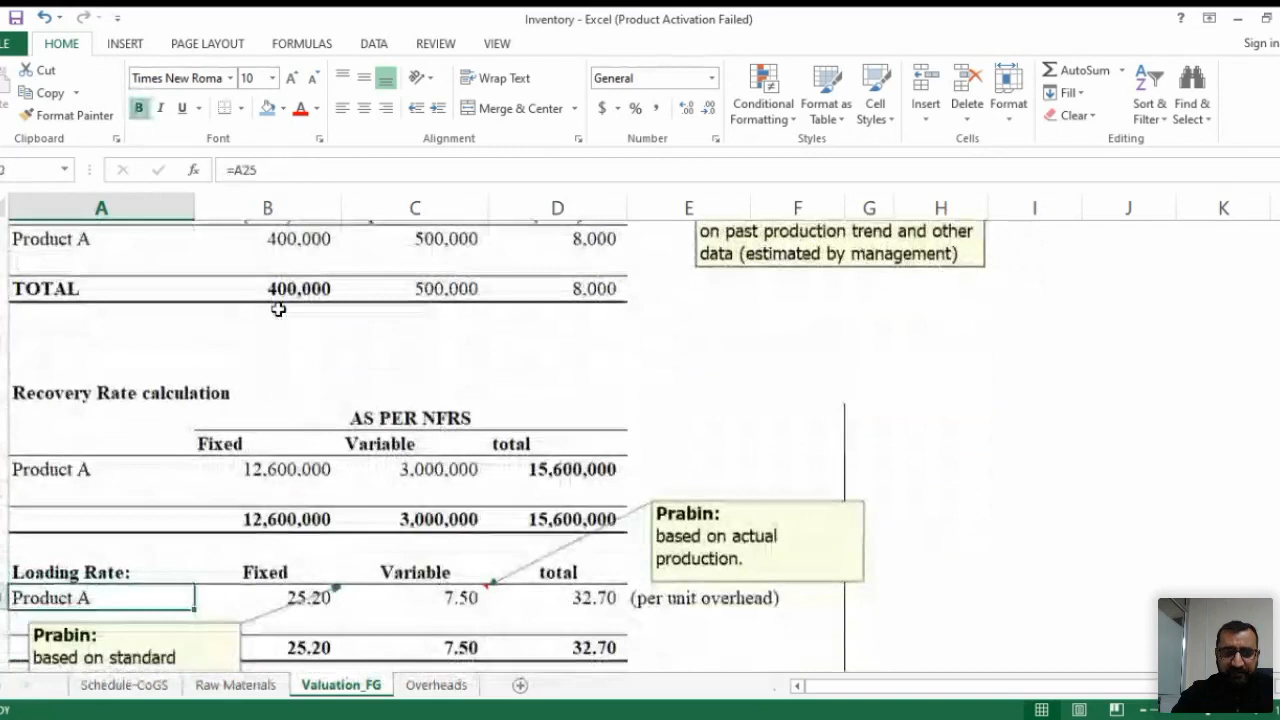 Inventory - Excel (Product Activation Failed)
HOME INSERT PAGE LAYOUT FORMULAS DATA REVIEW VIEW Sign in
Cut
Copy
Format Painter
Clipboard
Times New Roma 10
B I U
Font
Wrap Text
Merge & Center
Alignment
General
$ % ,
Number
Conditional Formatting
Format as Table
Cell Styles
Styles
Insert Delete Format
Cells
AutoSum
Fill
Clear
Sort & Filter
Find & Select
Editing
fx =A25
A B C D E F G H I J K
Product A 400,000 500,000 8,000
on past production trend and other
data (estimated by management)
TOTAL 400,000 500,000 8,000
Recovery Rate calculation
AS PER NFRS
Fixed Variable total
Product A 12,600,000 3,000,000 15,600,000
12,600,000 3,000,000 15,600,000
Prabin:
based on actual
production.
Loading Rate: Fixed Variable total
Product A 25.20 7.50 32.70 (per unit overhead)
Prabin:
based on standard
25.20 7.50 32.70
Schedule-CoGS Raw Materials Valuation_FG Overheads